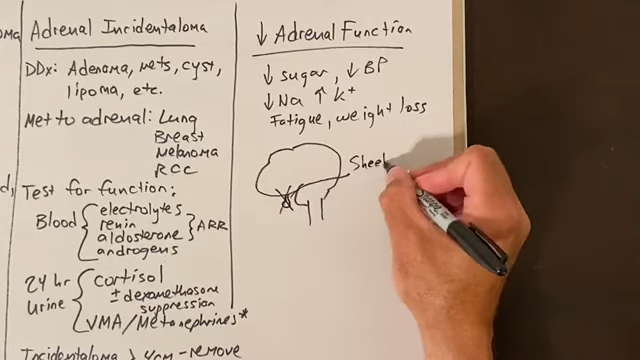 Adrenal Incidentaloma
DDx: Adenoma, mets, cyst,
lipoma, etc.
Met to adrenal: Lung
Breast
Melanoma
RCC
Test for function:
Blood { electrolytes
renin
aldosterone } ARR
androgens
24 hr
Urine { cortisol
± dexamethasone
suppression
VMA/Metanephrines*
Incidentaloma > 4cm - remove
↓ Adrenal Function
↓ sugar, ↓ BP
↓ Na ↑ K+
Fatigue, weight loss
Sheeh